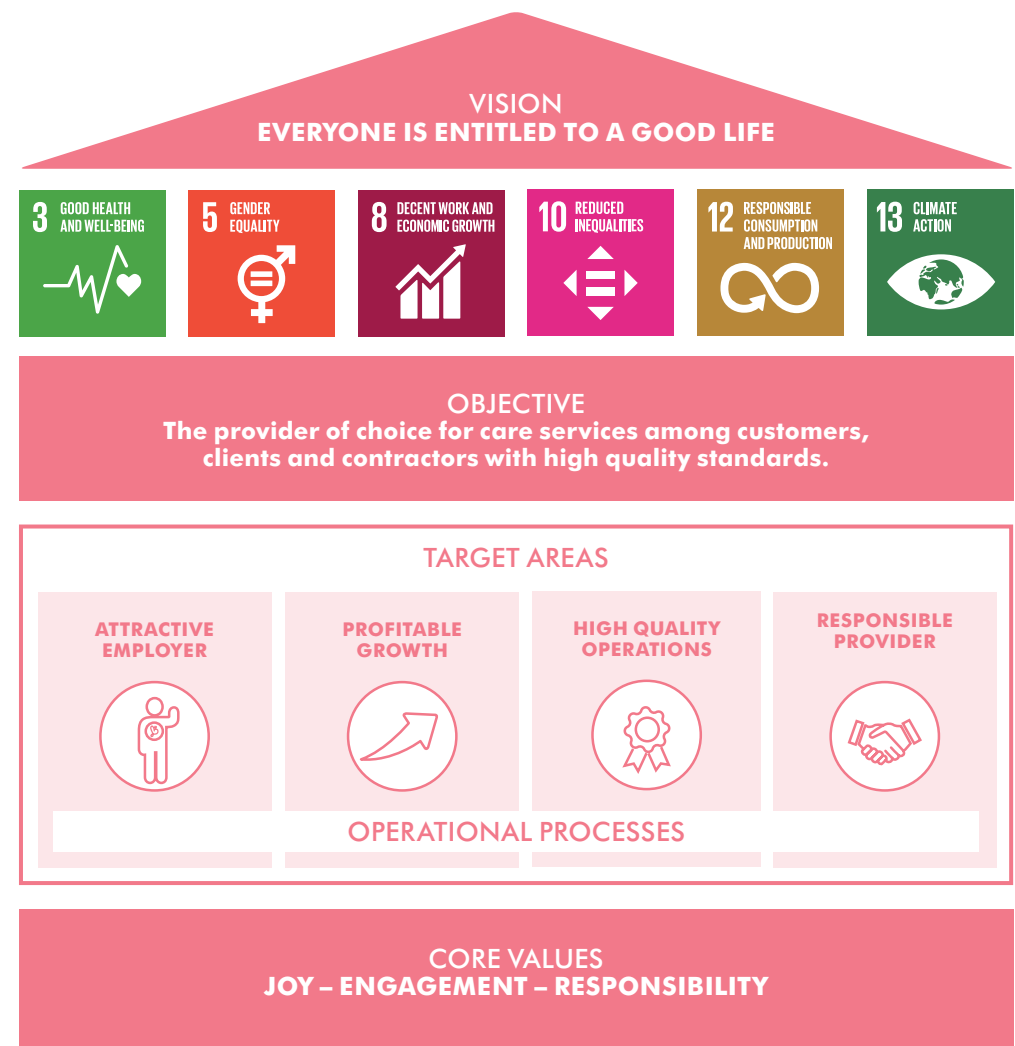 VISION
EVERYONE IS ENTITLED TO A GOOD LIFE
3 GOOD HEALTH
AND WELL-BEING
5 GENDER
EQUALITY
8 DECENT WORK AND
ECONOMIC GROWTH
10 REDUCED
INEQUALITIES
12 RESPONSIBLE
CONSUMPTION
AND PRODUCTION
13 CLIMATE
ACTION
OBJECTIVE
The provider of choice for care services among customers,
clients and contractors with high quality standards.
TARGET AREAS
ATTRACTIVE
EMPLOYER
PROFITABLE
GROWTH
HIGH QUALITY
OPERATIONS
RESPONSIBLE
PROVIDER
OPERATIONAL PROCESSES
CORE VALUES
JOY – ENGAGEMENT – RESPONSIBILITY